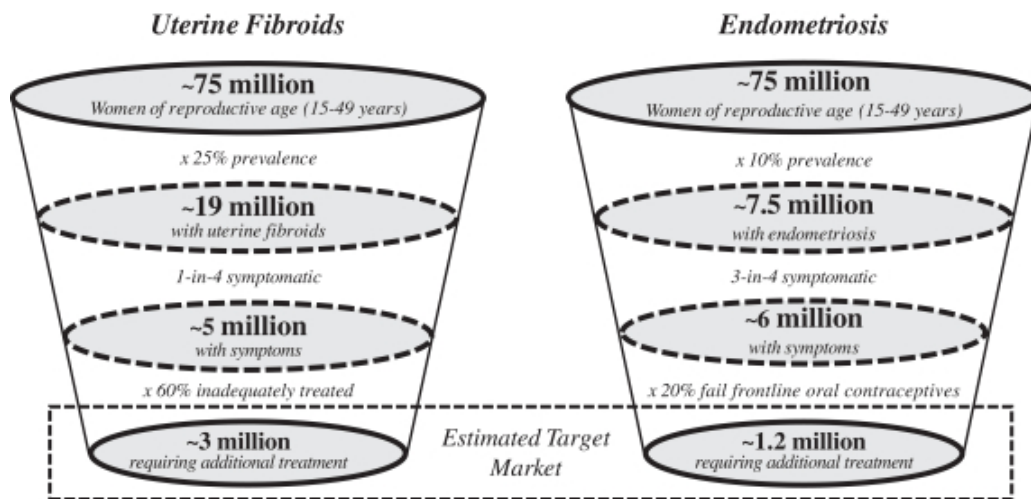 Uterine Fibroids
~75 million
Women of reproductive age (15-49 years)
x 25% prevalence
~19 million
with uterine fibroids
1-in-4 symptomatic
~5 million
with symptoms
x 60% inadequately treated
~3 million
requiring additional treatment
Estimated Target
Market
Endometriosis
~75 million
Women of reproductive age (15-49 years)
x 10% prevalence
~7.5 million
with endometriosis
3-in-4 symptomatic
~6 million
with symptoms
x 20% fail frontline oral contraceptives
~1.2 million
requiring additional treatment